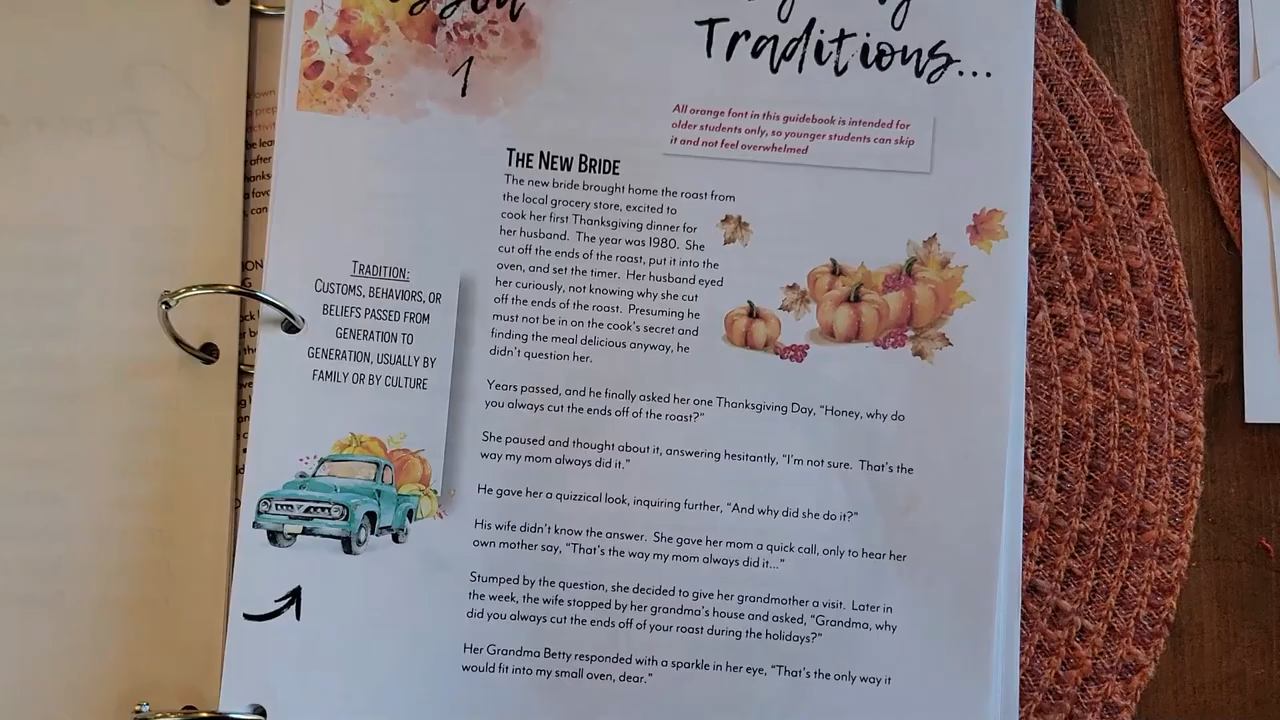 1
Traditions...
All orange font in this guidebook is intended for
older students only, so younger students can skip
it and not feel overwhelmed
THE NEW BRIDE
The new bride brought home the roast from
the local grocery store, excited to
cook her first Thanksgiving dinner for
her husband. The year was 1980. She
cut off the ends of the roast, put it into the
oven, and set the timer. Her husband eyed
her curiously, not knowing why she cut
off the ends of the roast. Presuming he
must not be in on the cook's secret and
finding the meal delicious anyway, he
didn't question her.
TRADITION:
CUSTOMS, BEHAVIORS, OR
BELIEFS PASSED FROM
GENERATION TO
GENERATION, USUALLY BY
FAMILY OR BY CULTURE
Years passed, and he finally asked her one Thanksgiving Day, “Honey, why do
you always cut the ends off of the roast?”
She paused and thought about it, answering hesitantly, “I'm not sure. That's the
way my mom always did it.”
He gave her a quizzical look, inquiring further, “And why did she do it?”
His wife didn't know the answer. She gave her mom a quick call, only to hear her
own mother say, “That's the way my mom always did it...”
Stumped by the question, she decided to give her grandmother a visit. Later in
the week, the wife stopped by her grandma's house and asked, “Grandma, why
did you always cut the ends off of your roast during the holidays?”
Her Grandma Betty responded with a sparkle in her eye, “That's the only way it
would fit into my small oven, dear.”